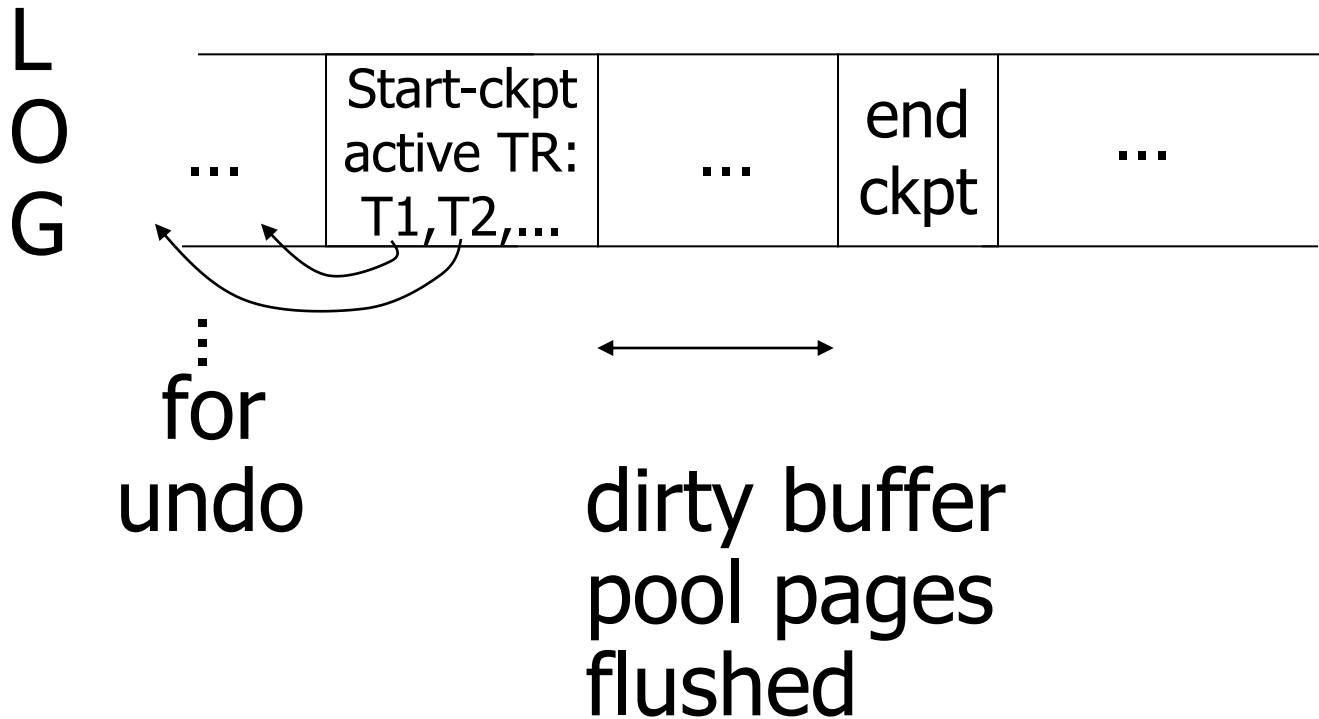 L
O
G
...
Start-ckpt
active TR:
T1,T2,...
...
end
ckpt
...
...
for
undo
dirty buffer
pool pages
flushed